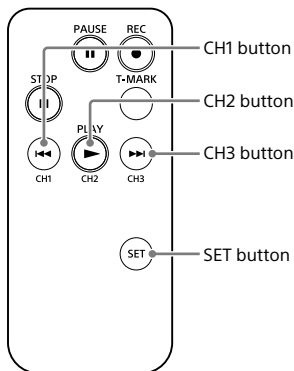 PAUSE REC
CH1 button
STOP T-MARK
CH2 button
PLAY
CH3 button
CH1 CH2 CH3
SET SET button